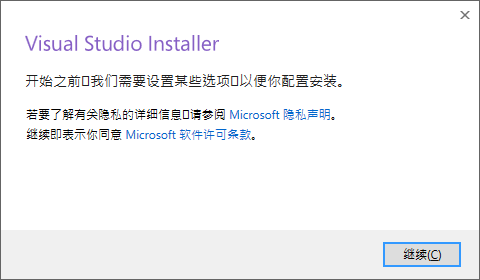 Visual Studio Installer
开始之前▯我们需要设置某些选项▯以便你配置安装。
若要了解有关隐私的详细信息▯请参阅 Microsoft 隐私声明。
继续即表示你同意 Microsoft 软件许可条款。
继续(C)